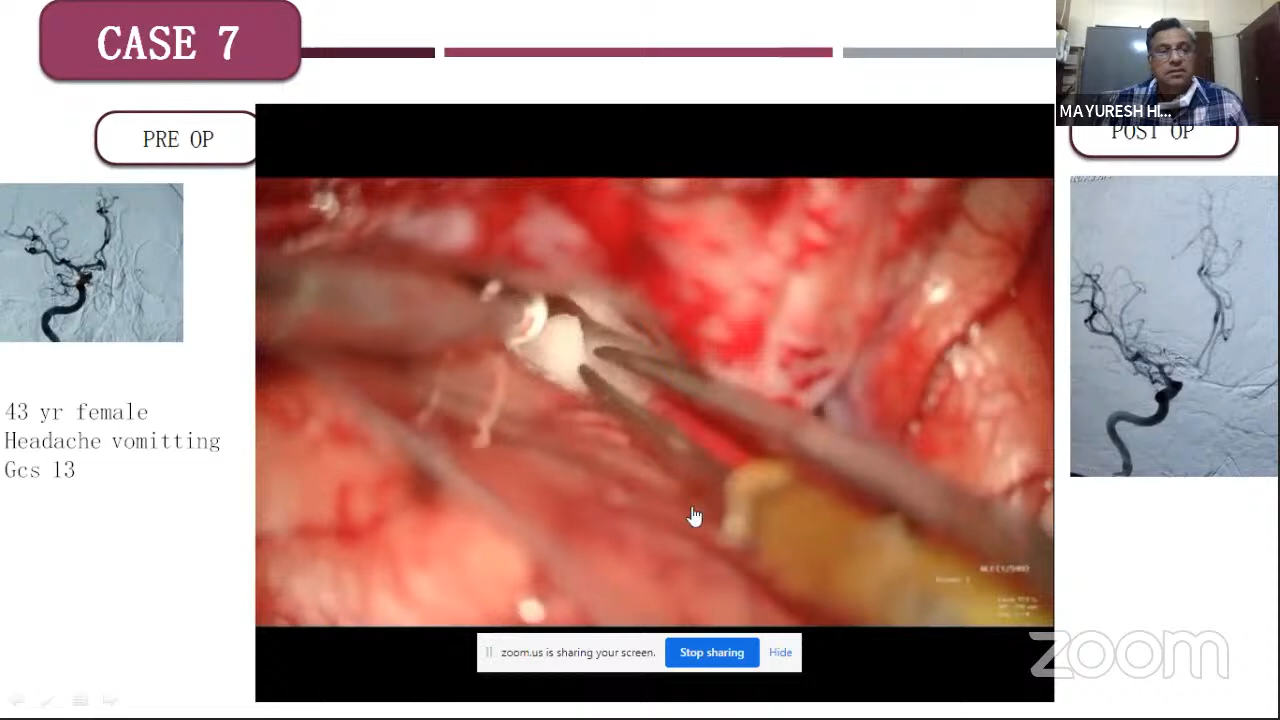 CASE 7
MAYURESH HI...
PRE OP
POST OP
43 yr female
Headache vomitting
Gcs 13
zoom.us is sharing your screen.
Stop sharing
Hide
zoom